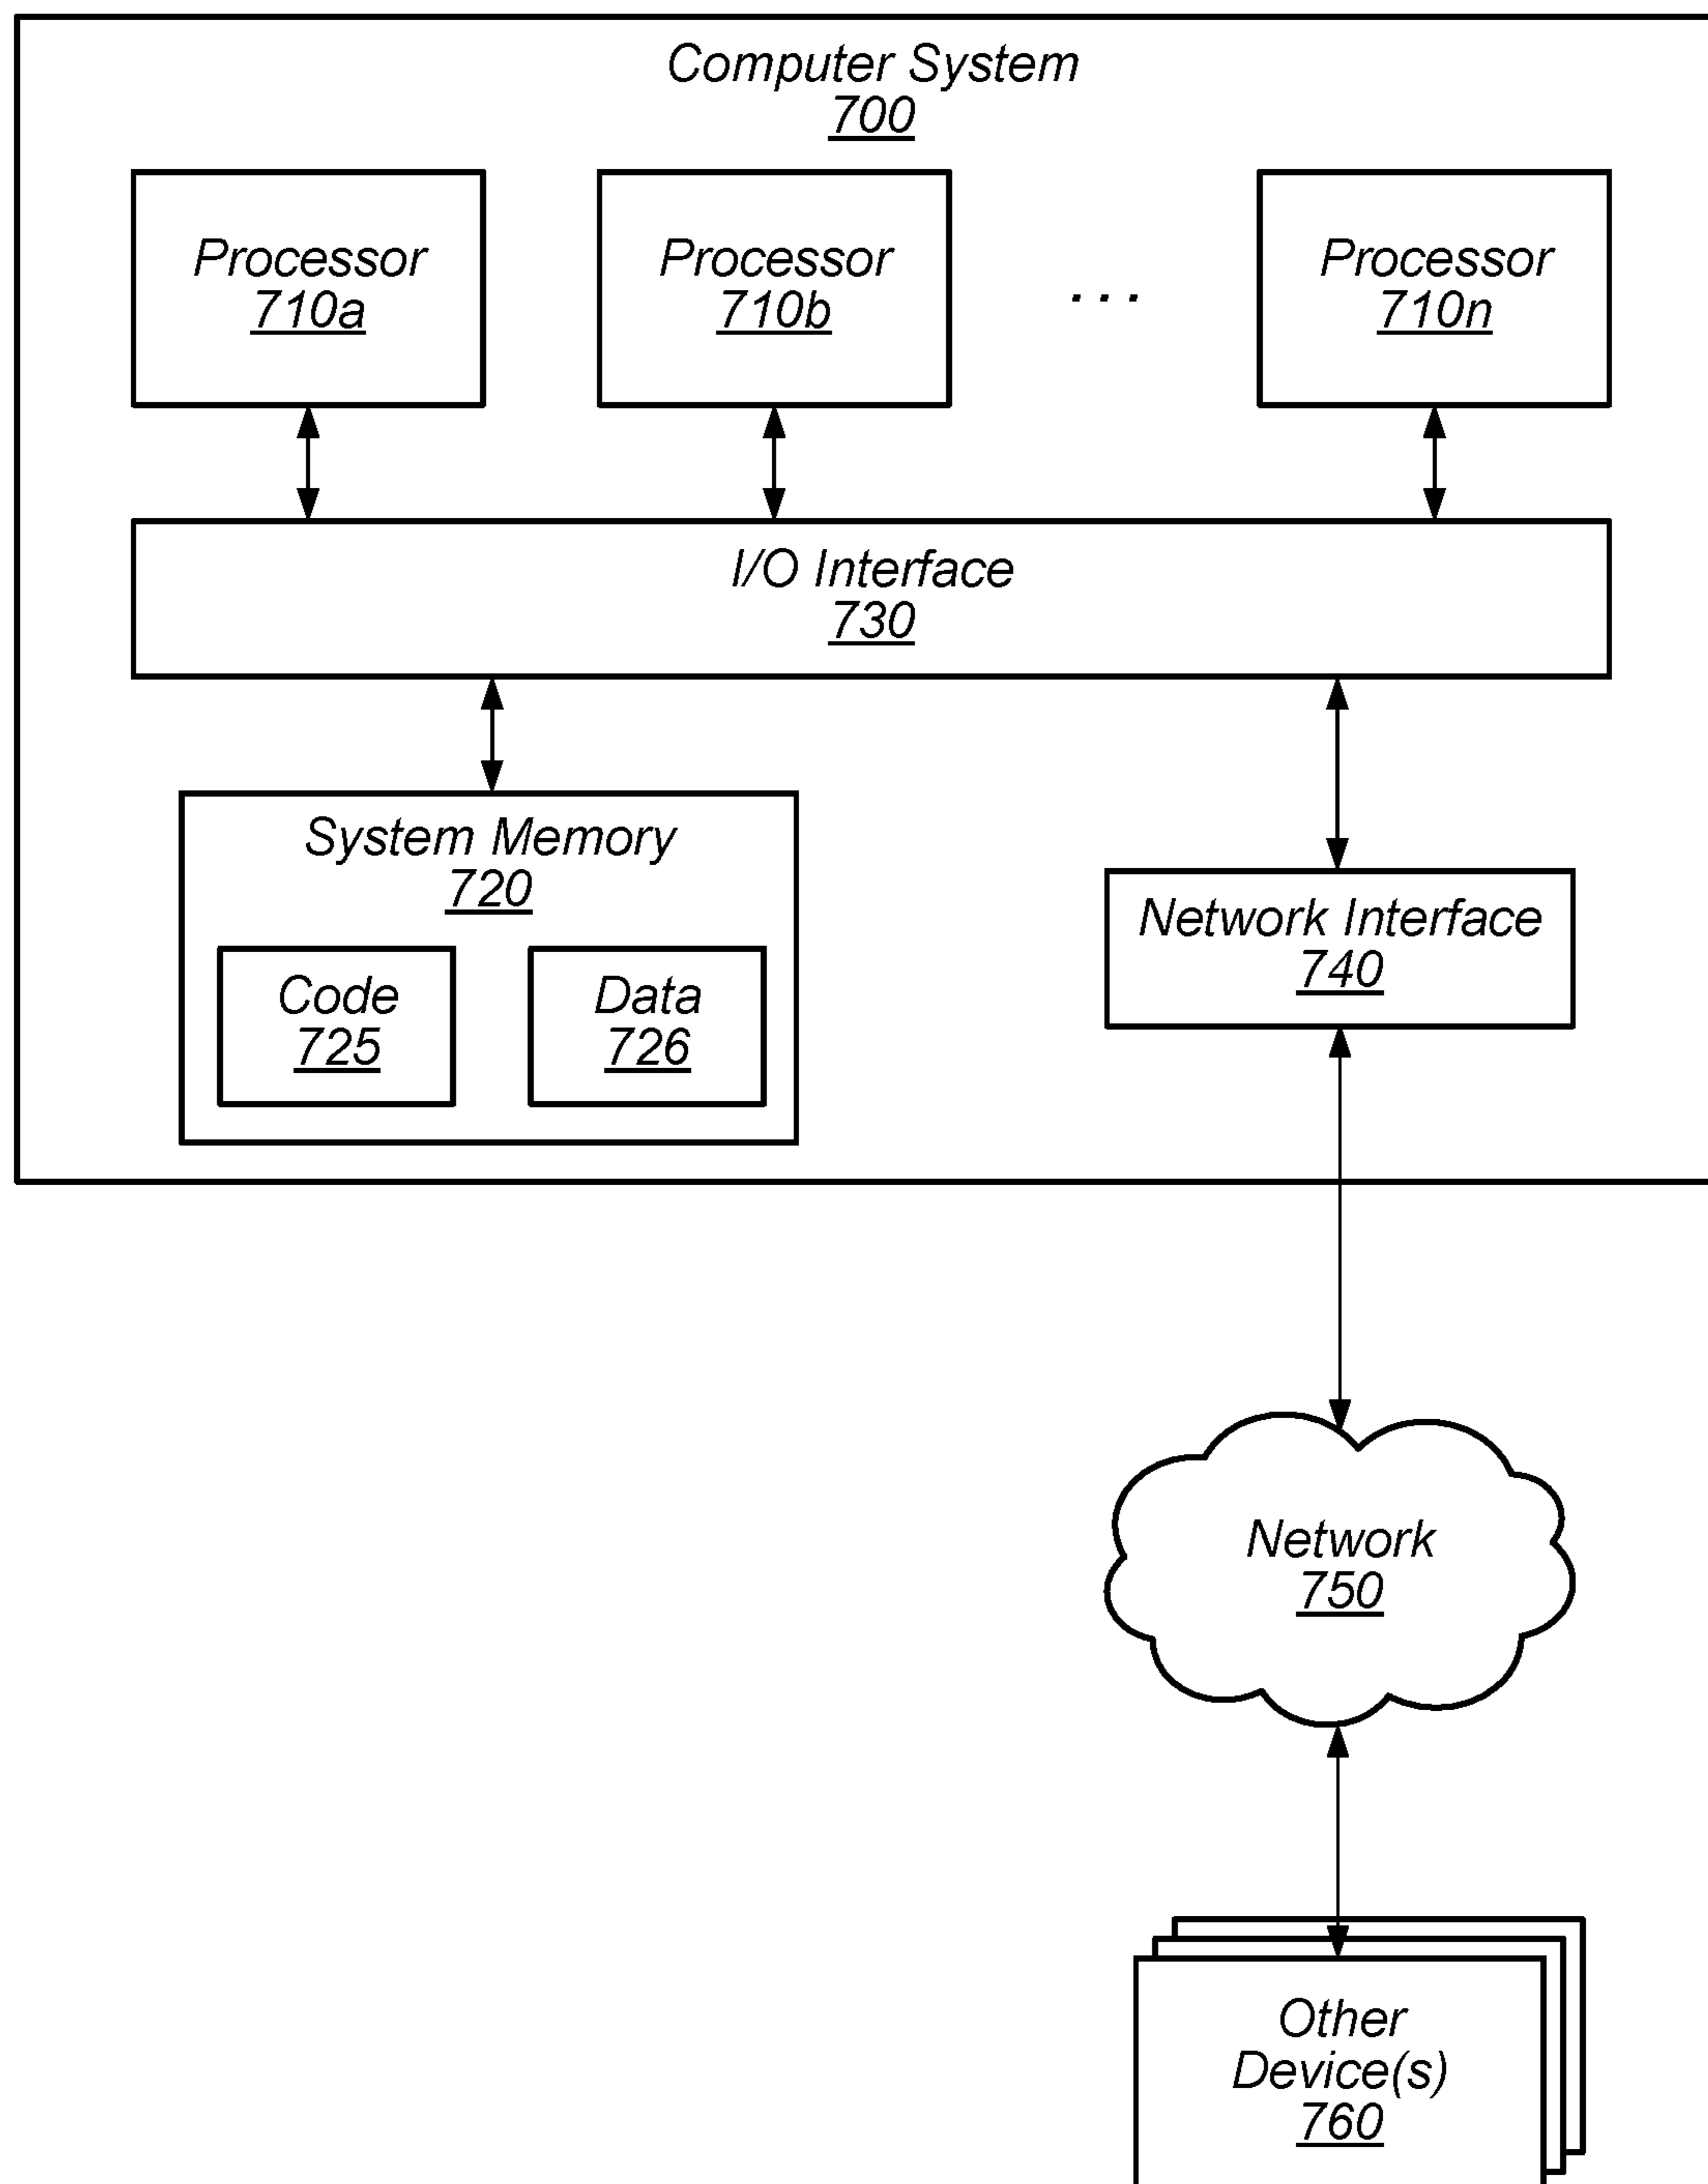 Computer System
700
Processor
710a
Processor
710b
...
Processor
710n
I/O Interface
730
System Memory
720
Code
725
Data
726
Network Interface
740
Network
750
Other
Device(s)
760